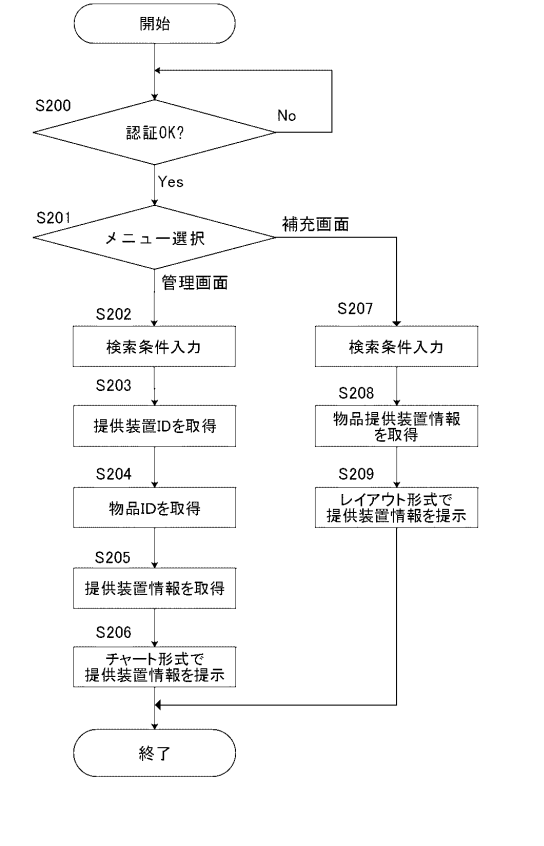 開始
S200
認証OK?
No
Yes
S201
メニュー選択
補充画面
管理画面
S202
検索条件入力
S203
提供装置IDを取得
S204
物品IDを取得
S205
提供装置情報を取得
S206
チャート形式で
提供装置情報を提示
S207
検索条件入力
S208
物品提供装置情報
を取得
S209
レイアウト形式で
提供装置情報を提示
終了